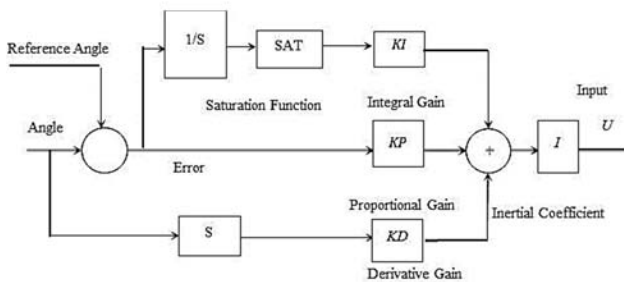 1/S
SAT
KI
Reference Angle
Saturation Function
Integral Gain
Input
U
Angle
KP
+
I
Error
Proportional Gain
Inertial Coefficient
S
KD
Derivative Gain